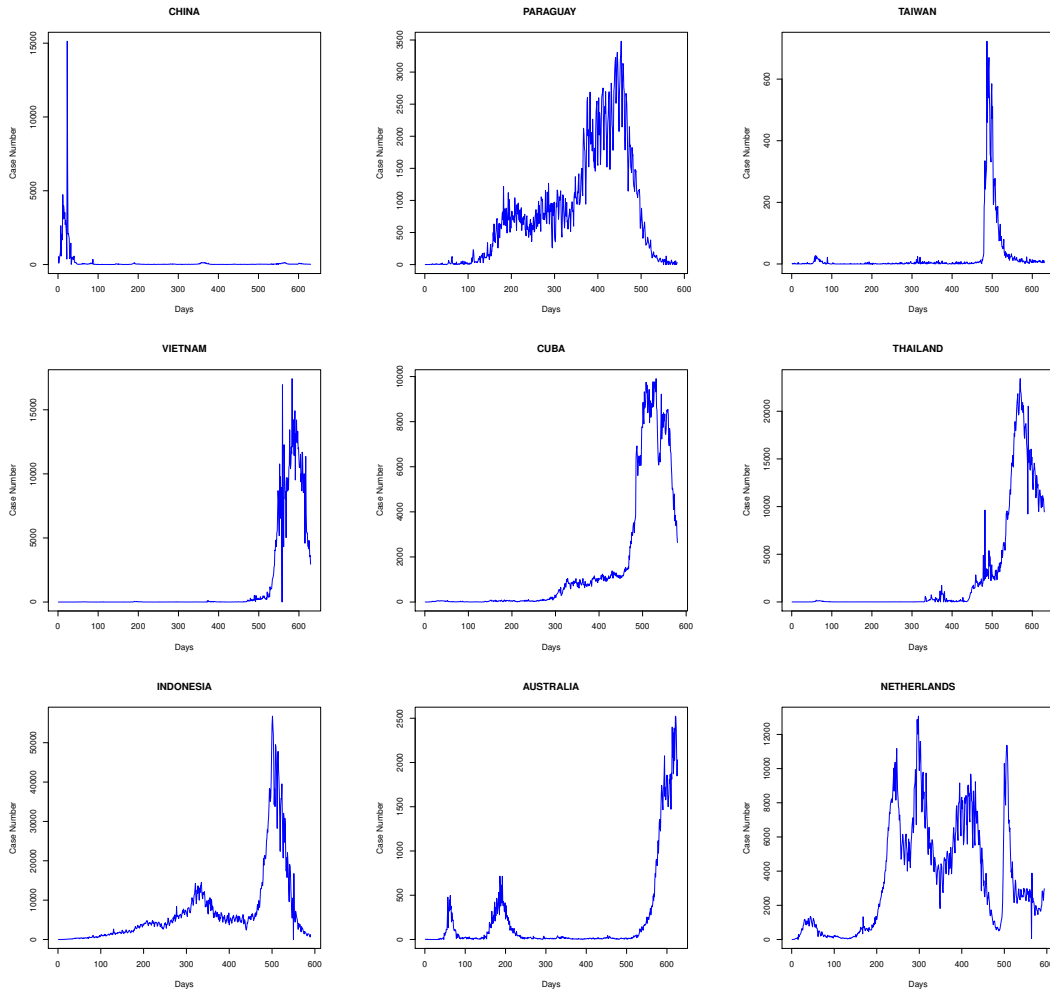 CHINA
Case Number
0 5000 10000 15000
0 100 200 300 400 500 600
Days
PARAGUAY
Case Number
0 500 1000 1500 2000 2500 3000 3500
0 100 200 300 400 500 600
Days
TAIWAN
Case Number
0 200 400 600
0 100 200 300 400 500 600
Days
VIETNAM
Case Number
0 5000 10000 15000
0 100 200 300 400 500 600
Days
CUBA
Case Number
0 2000 4000 6000 8000 10000
0 100 200 300 400 500 600
Days
THAILAND
Case Number
0 5000 10000 15000 20000
0 100 200 300 400 500 600
Days
INDONESIA
Case Number
0 10000 20000 30000 40000 50000
0 100 200 300 400 500 600
Days
AUSTRALIA
Case Number
0 500 1000 1500 2000 2500
0 100 200 300 400 500 600
Days
NETHERLANDS
Case Number
0 2000 4000 6000 8000 10000 12000
0 100 200 300 400 500 600
Days